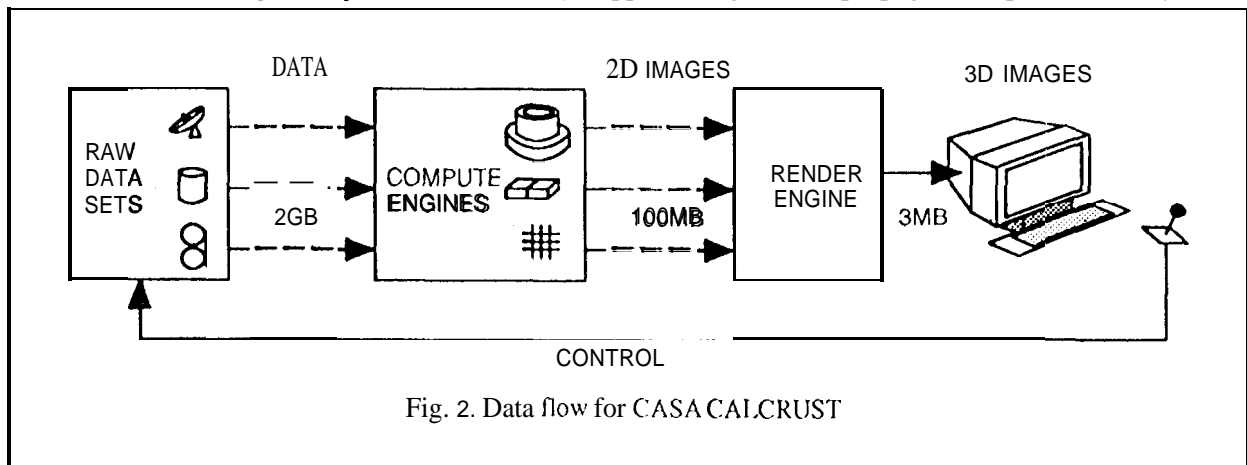 DATA
2D IMAGES
3D IMAGES
RAW
DATA
SETS
2GB
COMPUTE
ENGINES
100MB
RENDER
ENGINE
3MB
CONTROL
Fig. 2. Data flow for CASA CALCRUST